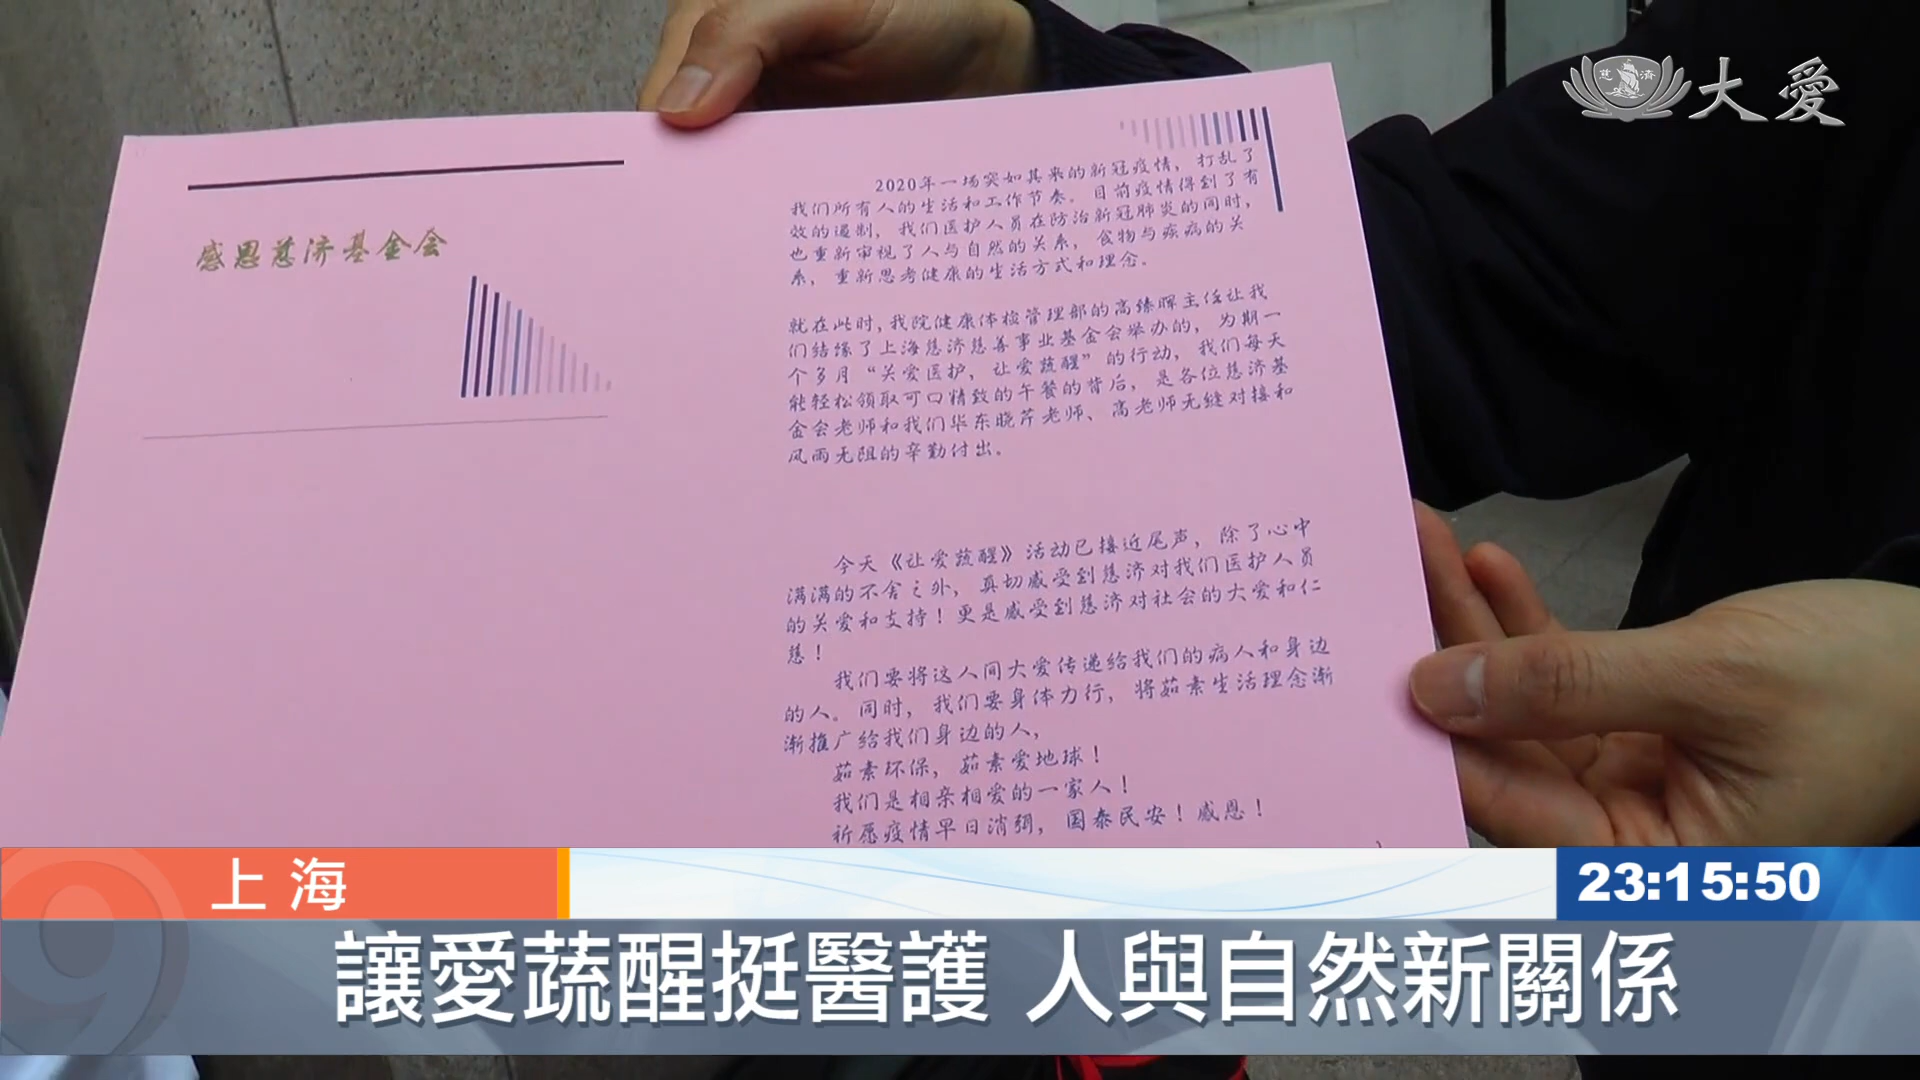 慈濟
大愛
感恩慈济基金会
2020年一场突如其来的新冠疫情，打乱了
我们所有人的生活和工作节奏。目前疫情得到了有
效的遏制，我们医护人员在防治新冠肺炎的同时，
也重新审视了人与自然的关系，食物与疾病的关
系，重新思考健康的生活方式和理念。
就在此时，我院健康体检管理部的高臻晖主任让我
们结缘了上海慈济慈善事业基金会举办的，为期一
个多月“关爱医护，让爱蔬醒”的行动，我们每天
能轻松领取可口精致的午餐的背后，是各位慈济基
金会老师和我们华东晓芹老师、高老师无缝对接和
风雨无阻的辛勤付出。
今天《让爱蔬醒》活动已接近尾声，除了心中
满满的不舍之外，真切感受到慈济对我们医护人员
的关爱和支持！更是感受到慈济对社会的大爱和仁
慈！
我们要将这人间大爱传递给我们的病人和身边
的人。同时，我们要身体力行，将茹素生活理念渐
渐推广给我们身边的人，
茹素环保，茹素爱地球！
我们是相亲相爱的一家人！
祈愿疫情早日消弭，国泰民安！感恩！
上海
23:15:50
讓愛蔬醒挺醫護 人與自然新關係